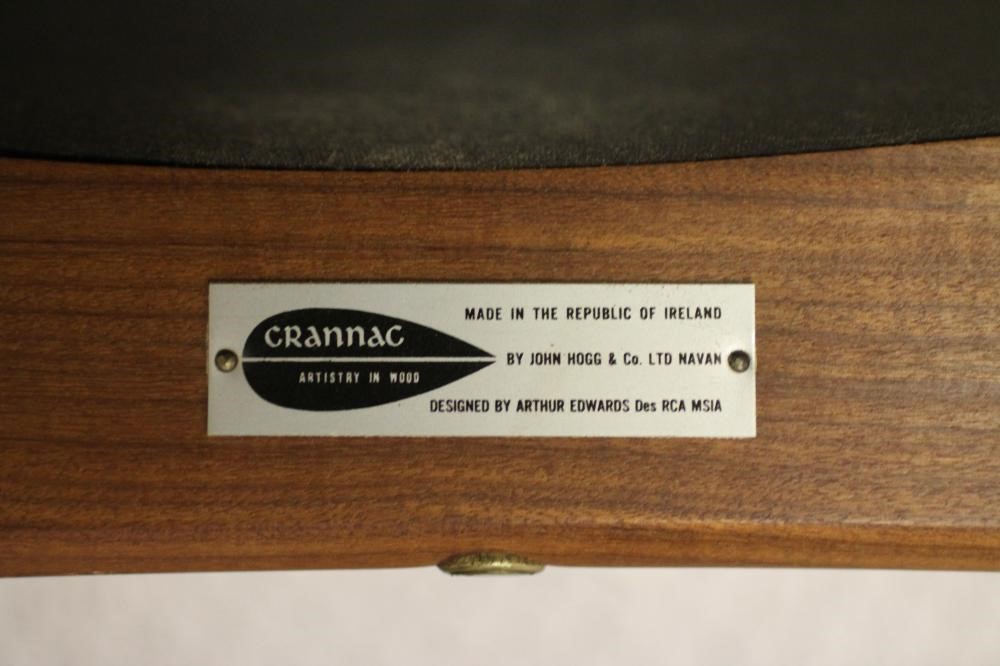 CRANNAC
ARTISTRY IN WOOD
MADE IN THE REPUBLIC OF IRELAND
BY JOHN HOGG & Co. LTD NAVAN
DESIGNED BY ARTHUR EDWARDS Des RCA MSIA